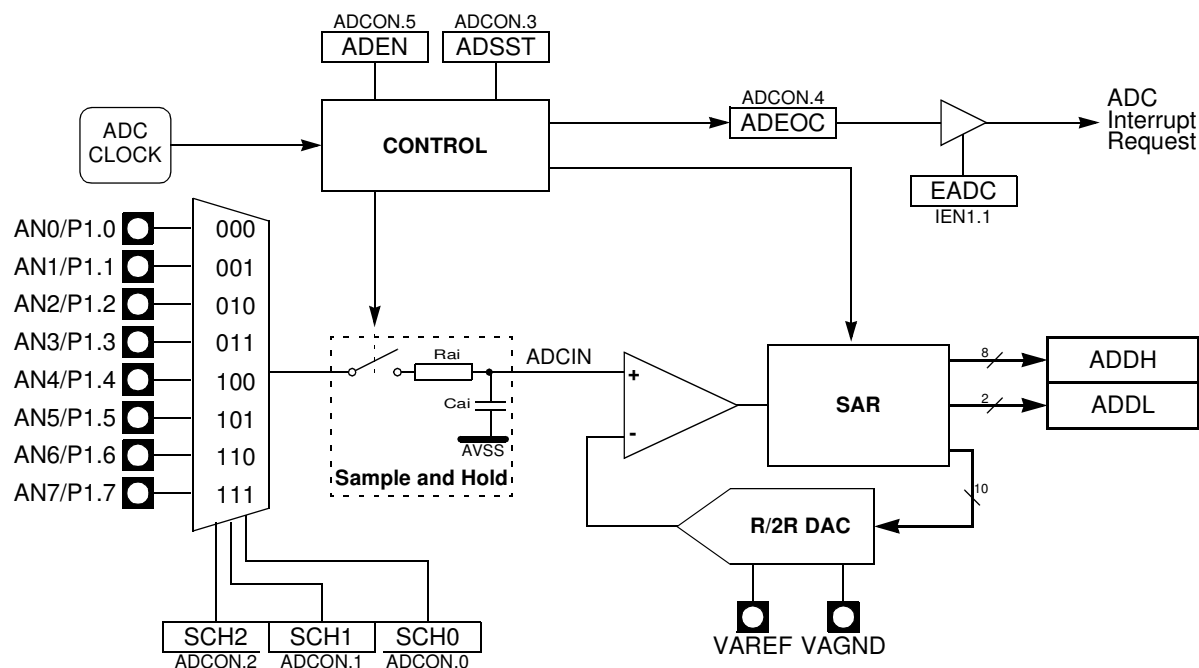 ADCON.5 ADCON.3
ADEN ADSST
ADC
CLOCK
CONTROL
ADCON.4
ADEOC
ADC
Interrupt
Request
EADC
IEN1.1
AN0/P1.0 000
AN1/P1.1 001
AN2/P1.2 010
AN3/P1.3 011
AN4/P1.4 100
AN5/P1.5 101
AN6/P1.6 110
AN7/P1.7 111
Rai
Cai
AVSS
Sample and Hold
ADCIN
+
-
SAR
8
ADDH
2
ADDL
10
R/2R DAC
VAREF VAGND
SCH2 SCH1 SCH0
ADCON.2 ADCON.1 ADCON.0